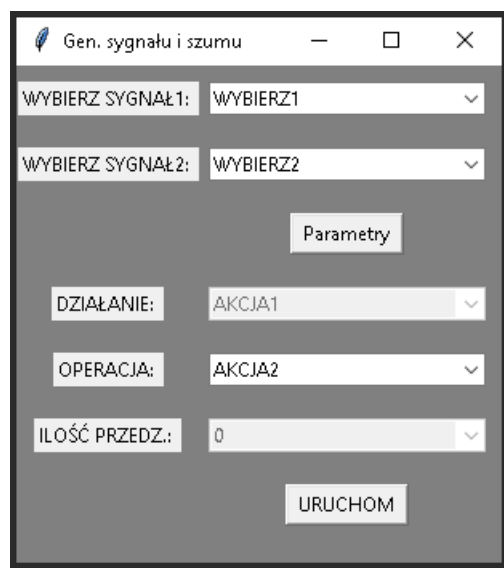 Gen. sygnału i szumu
WYBIERZ SYGNAŁ1: WYBIERZ1
WYBIERZ SYGNAŁ2: WYBIERZ2
Parametry
DZIAŁANIE: AKCJA1
OPERACJA: AKCJA2
ILOŚĆ PRZEDZ.: 0
URUCHOM